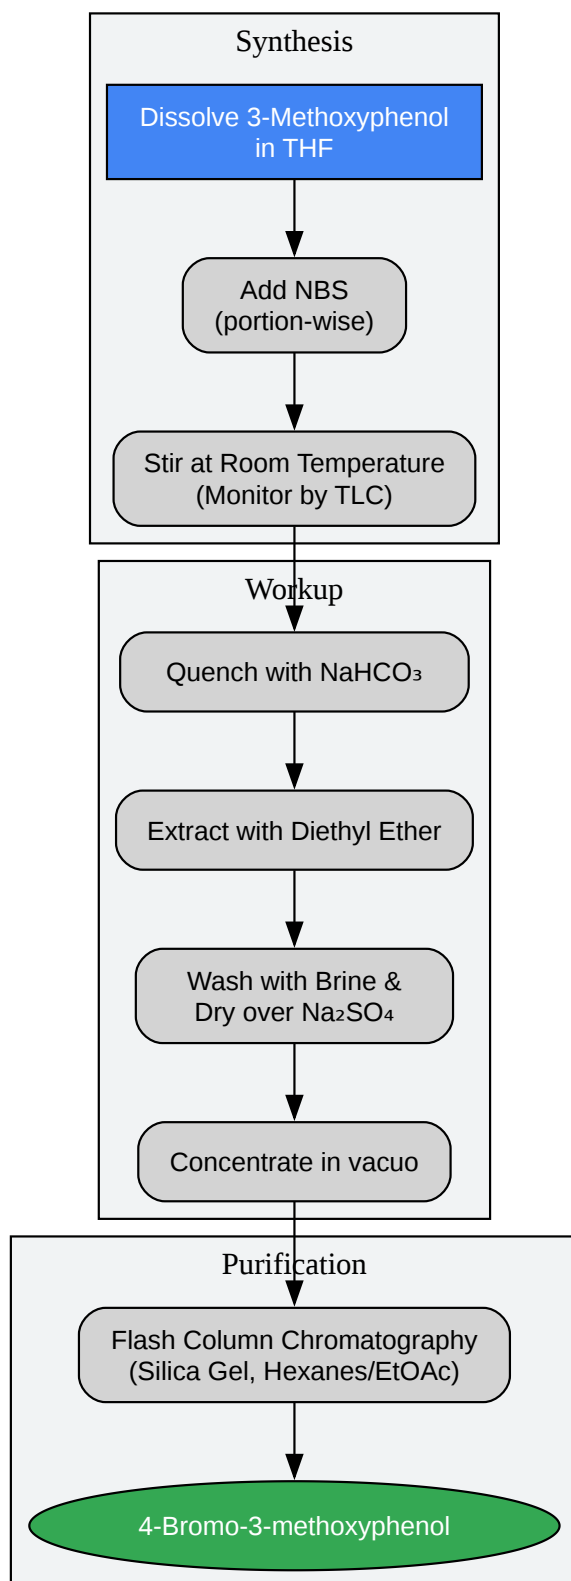 Synthesis
Dissolve 3-Methoxyphenol
in THF
Add NBS
(portion-wise)
Stir at Room Temperature
(Monitor by TLC)
Workup
Quench with NaHCO₃
Extract with Diethyl Ether
Wash with Brine &
Dry over Na₂SO₄
Concentrate in vacuo
Purification
Flash Column Chromatography
(Silica Gel, Hexanes/EtOAc)
4-Bromo-3-methoxyphenol